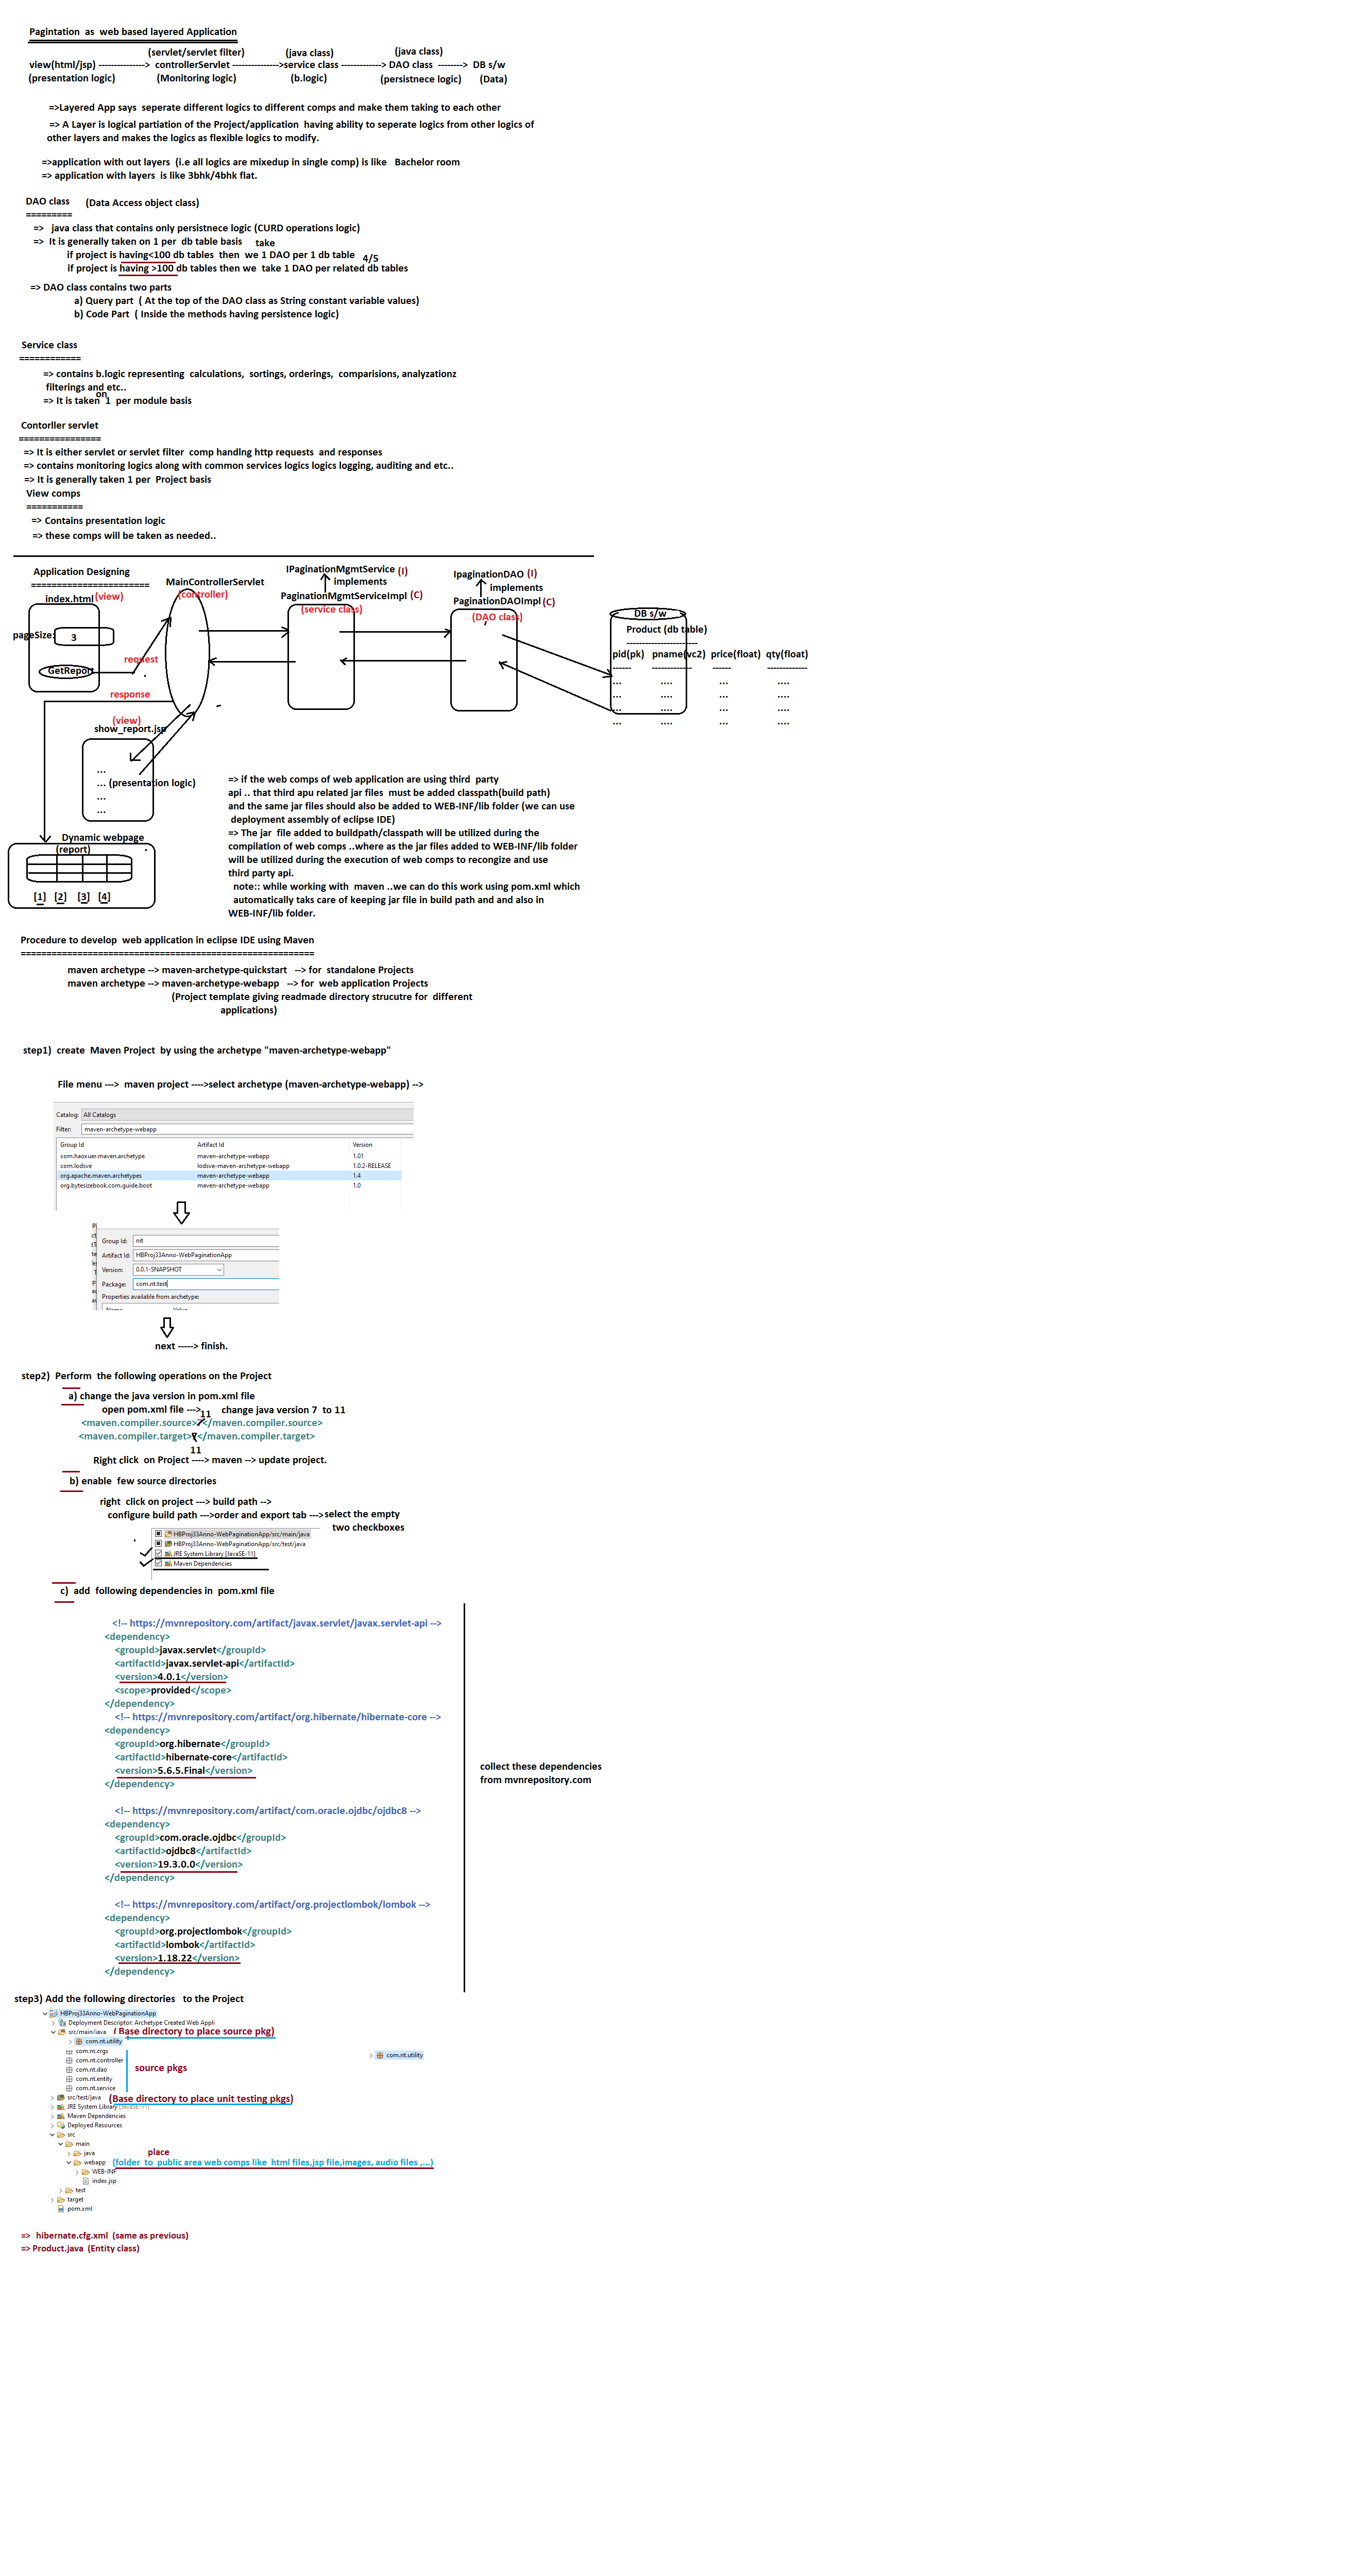 Pagintation as web based layered Application
(servlet/servlet filter) (java class) (java class)
view(html/jsp) ---------------> controllerServlet --------------->service class -------------> DAO class --------> DB s/w
(presentation logic) (Monitoring logic) (b.logic) (persistnece logic) (Data)
=>Layered App says seperate different logics to different comps and make them taking to each other
=> A Layer is logical partiation of the Project/application having ability to seperate logics from other logics of
other layers and makes the logics as flexible logics to modify.
=>application with out layers (i.e all logics are mixedup in single comp) is like Bachelor room
=> application with layers is like 3bhk/4bhk flat.
DAO class (Data Access object class)
=========
=> java class that contains only persistnece logic (CURD operations logic)
=> It is generally taken on 1 per db table basis
take
if project is having<100 db tables then we 1 DAO per 1 db table
4/5
if project is having >100 db tables then we take 1 DAO per related db tables
=> DAO class contains two parts
a) Query part ( At the top of the DAO class as String constant variable values)
b) Code Part ( Inside the methods having persistence logic)
Service class
============
=> contains b.logic representing calculations, sortings, orderings, comparisions, analyzationz
filterings and etc..
on
=> It is taken 1 per module basis
Contorller servlet
================
=> It is either servlet or servlet filter comp handlng http requests and responses
=> contains monitoring logics along with common services logics logics logging, auditing and etc..
=> It is generally taken 1 per Project basis
View comps
===========
=> Contains presentation logic
=> these comps will be taken as needed..
Application Designing
=======================
index.html (view)
pageSize: 3
GetReport
request
response
MainControllerServlet
(controller)
IPaginationMgmtService (I)
implements
PaginationMgmtServiceImpl (C)
(service class)
IpaginationDAO (I)
implements
PaginationDAOImpl (C)
(DAO class)
DB s/w
Product (db table)
-----------------------
pid(pk) pname(vc2) price(float) qty(float)
------ ------------- ------ -------------
... .... ... ....
... .... ... ....
... .... ... ....
... .... ... ....
(view)
show_report.jsp
...
... (presentation logic)
...
...
Dynamic webpage
(report)
[1] [2] [3] [4]
=> if the web comps of web application are using third party
api .. that third apu related jar files must be added classpath(build path)
and the same jar files should also be added to WEB-INF/lib folder (we can use
deployment assembly of eclipse IDE)
=> The jar file added to buildpath/classpath will be utilized during the
compilation of web comps ..where as the jar files added to WEB-INF/lib folder
will be utilized during the execution of web comps to recongize and use
third party api.
note:: while working with maven ..we can do this work using pom.xml which
automatically taks care of keeping jar file in build path and and also in
WEB-INF/lib folder.
Procedure to develop web application in eclipse IDE using Maven
=========================================================
maven archetype --> maven-archetype-quickstart --> for standalone Projects
maven archetype --> maven-archetype-webapp --> for web application Projects
(Project template giving readmade directory strucutre for different
applications)
step1) create Maven Project by using the archetype "maven-archetype-webapp"
File menu ---> maven project ---->select archetype (maven-archetype-webapp) -->
Catalog: All Catalogs
Filter: maven-archetype-webapp
Group Id Artifact Id Version
com.haoxuer.maven.archetype maven-archetype-webapp 1.01
com.lodsve lodsve-maven-archetype-webapp 1.0.2-RELEASE
org.apache.maven.archetypes maven-archetype-webapp 1.4
org.bytesizebook.com.guide.boot maven-archetype-webapp 1.0
Group Id: nit
Artifact Id: HBProj33Anno-WebPaginationApp
Version: 0.0.1-SNAPSHOT
Package: com.nt.test
Properties available from archetype:
Name Value
next -----> finish.
step2) Perform the following operations on the Project
a) change the java version in pom.xml file
open pom.xml file ---> change java version 7 to 11
11
<maven.compiler.source>7</maven.compiler.source>
<maven.compiler.target>7</maven.compiler.target>
11
Right click on Project ----> maven --> update project.
b) enable few source directories
right click on project ---> build path -->
configure build path --->order and export tab --->select the empty
two checkboxes
HBProj33Anno-WebPaginationApp/src/main/java
HBProj33Anno-WebPaginationApp/src/test/java
JRE System Library [JavaSE-11]
Maven Dependencies
c) add following dependencies in pom.xml file
<!-- https://mvnrepository.com/artifact/javax.servlet/javax.servlet-api -->
<dependency>
<groupId>javax.servlet</groupId>
<artifactId>javax.servlet-api</artifactId>
<version>4.0.1</version>
<scope>provided</scope>
</dependency>
<!-- https://mvnrepository.com/artifact/org.hibernate/hibernate-core -->
<dependency>
<groupId>org.hibernate</groupId>
<artifactId>hibernate-core</artifactId>
<version>5.6.5.Final</version>
</dependency>
collect these dependencies
from mvnrepository.com
<!-- https://mvnrepository.com/artifact/com.oracle.ojdbc/ojdbc8 -->
<dependency>
<groupId>com.oracle.ojdbc</groupId>
<artifactId>ojdbc8</artifactId>
<version>19.3.0.0</version>
</dependency>
<!-- https://mvnrepository.com/artifact/org.projectlombok/lombok -->
<dependency>
<groupId>org.projectlombok</groupId>
<artifactId>lombok</artifactId>
<version>1.18.22</version>
</dependency>
step3) Add the following directories to the Project
HBProj33Anno-WebPaginationApp
Deployment Descriptor: Archetype Created Web Appli
src/main/java ( Base directory to place source pkg)
com.nt.utility
com.nt.cfgs
com.nt.utility
com.nt.controller
com.nt.dao source pkgs
com.nt.entity
com.nt.service
src/test/java (Base directory to place unit testing pkgs)
JRE System Library [JavaSE-11]
Maven Dependencies
Deployed Resources
src
main
java
place
webapp (folder to public area web comps like html files,jsp file,images, audio files ,...)
WEB-INF
index.jsp
test
target
pom.xml
=> hibernate.cfg.xml (same as previous)
=> Product.java (Entity class)